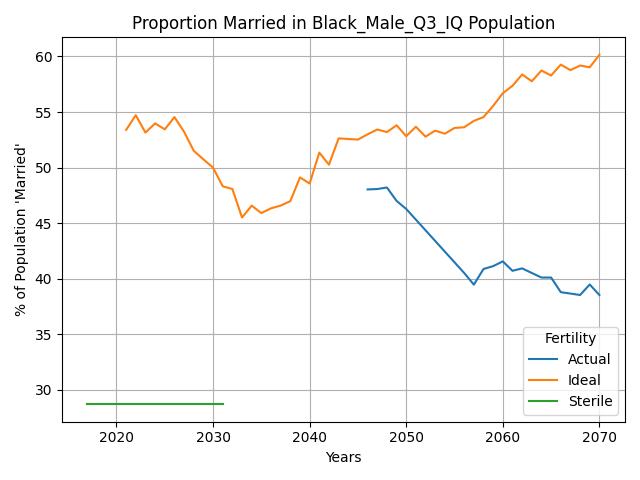 Proportion Married in Black_Male_Q3_IQ Population
% of Population 'Married'
60
55
50
45
40
35
30
Fertility
Actual
Ideal
Sterile
2020 2030 2040 2050 2060 2070
Years